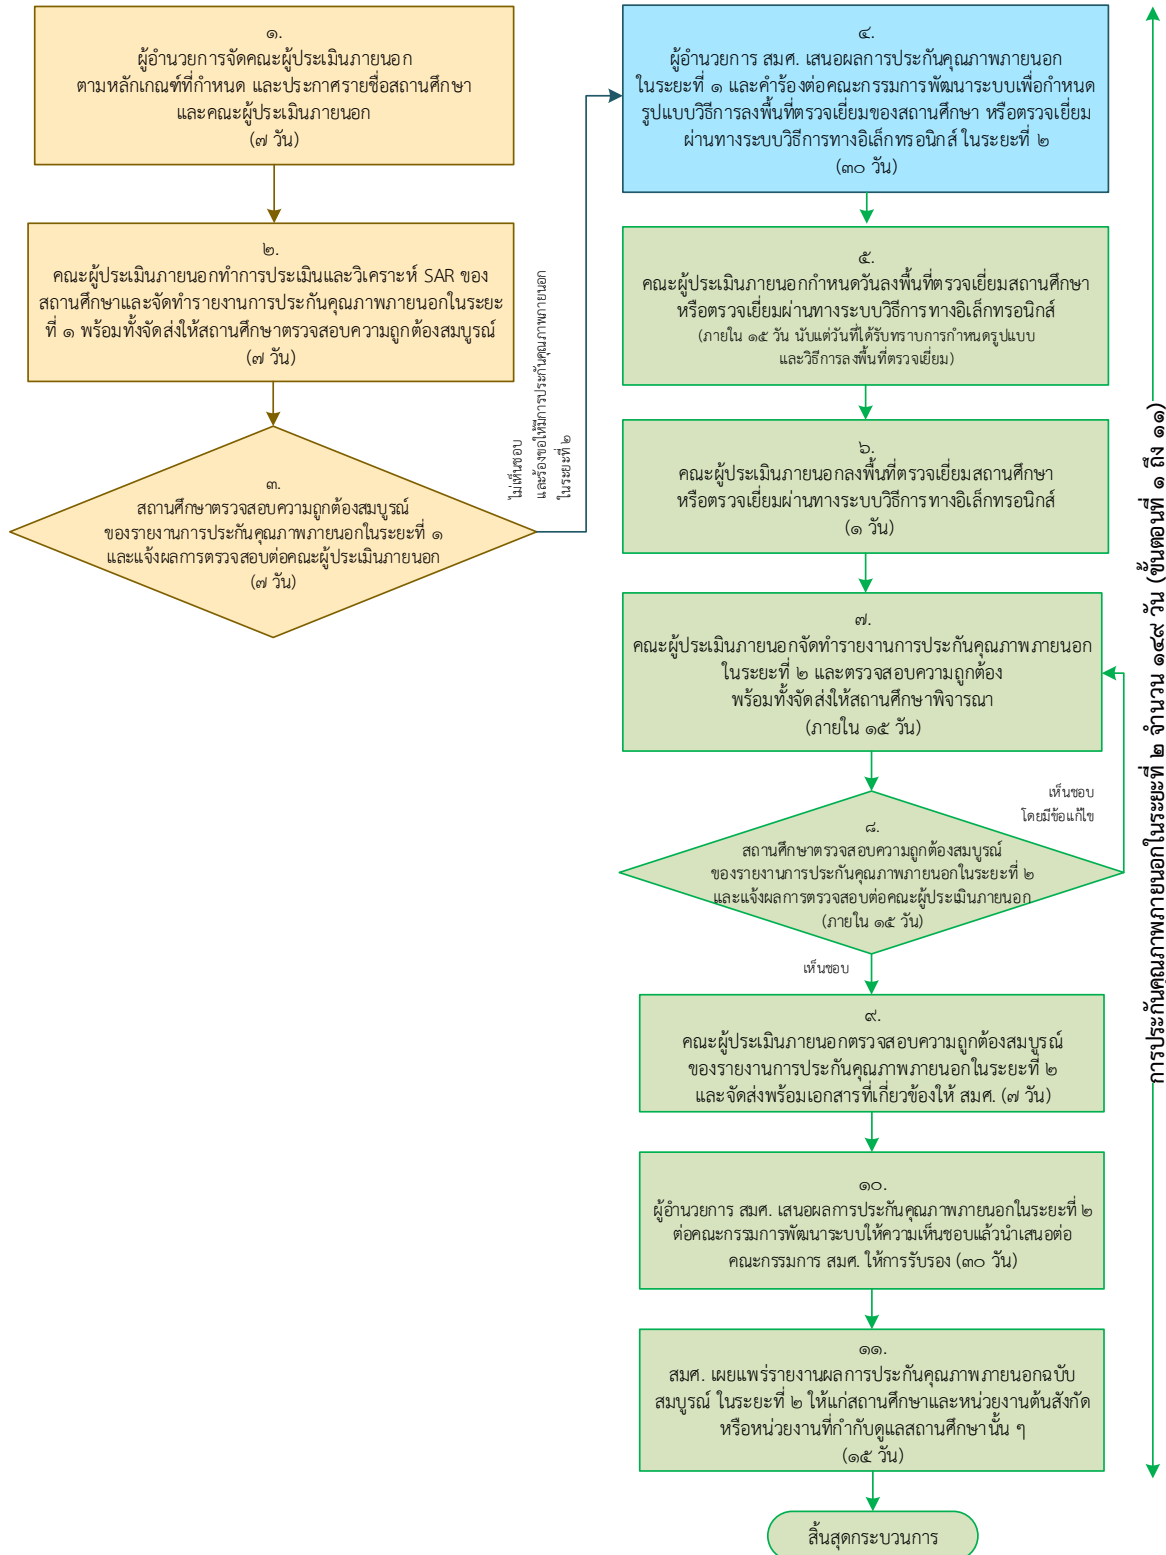 ๑.
ผู้อำนวยการจัดคณะผู้ประเมินภายนอก
ตามหลักเกณฑ์ที่กำหนด และประกาศรายชื่อสถานศึกษา
และคณะผู้ประเมินภายนอก
(๗ วัน)
๒.
คณะผู้ประเมินภายนอกทำการประเมินและวิเคราะห์ SAR ของ
สถานศึกษาและจัดทำรายงานการประกันคุณภาพภายนอกในระยะ
ที่ ๑ พร้อมทั้งจัดส่งให้สถานศึกษาตรวจสอบความถูกต้องสมบูรณ์
(๗ วัน)
๓.
สถานศึกษาตรวจสอบความถูกต้องสมบูรณ์
ของรายงานการประกันคุณภาพภายนอกในระยะที่ ๑
และแจ้งผลการตรวจสอบต่อคณะผู้ประเมินภายนอก
(๗ วัน)
ไม่เห็นชอบ
และร้องขอให้มีการประกันคุณภาพภายนอก
ในระยะที่ ๒
๔.
ผู้อำนวยการ สมศ. เสนอผลการประกันคุณภาพภายนอก
ในระยะที่ ๑ และคำร้องต่อคณะกรรมการพัฒนาระบบเพื่อกำหนด
รูปแบบวิธีการลงพื้นที่ตรวจเยี่ยมของสถานศึกษา หรือตรวจเยี่ยม
ผ่านทางระบบวิธีการทางอิเล็กทรอนิกส์ ในระยะที่ ๒
(๓๐ วัน)
๕.
คณะผู้ประเมินภายนอกกำหนดวันลงพื้นที่ตรวจเยี่ยมสถานศึกษา
หรือตรวจเยี่ยมผ่านทางระบบวิธีการทางอิเล็กทรอนิกส์
(ภายใน ๑๕ วัน นับแต่วันที่ได้รับทราบการกำหนดรูปแบบ
และวิธีการลงพื้นที่ตรวจเยี่ยม)
๖.
คณะผู้ประเมินภายนอกลงพื้นที่ตรวจเยี่ยมสถานศึกษา
หรือตรวจเยี่ยมผ่านทางระบบวิธีการทางอิเล็กทรอนิกส์
(๑ วัน)
๗.
คณะผู้ประเมินภายนอกจัดทำรายงานการประกันคุณภาพภายนอก
ในระยะที่ ๒ และตรวจสอบความถูกต้อง
พร้อมทั้งจัดส่งให้สถานศึกษาพิจารณา
(ภายใน ๑๕ วัน)
เห็นชอบ
โดยมีข้อแก้ไข
๘.
สถานศึกษาตรวจสอบความถูกต้องสมบูรณ์
ของรายงานการประกันคุณภาพภายนอกในระยะที่ ๒
และแจ้งผลการตรวจสอบต่อคณะผู้ประเมินภายนอก
(ภายใน ๑๕ วัน)
เห็นชอบ
๙.
คณะผู้ประเมินภายนอกตรวจสอบความถูกต้องสมบูรณ์
ของรายงานการประกันคุณภาพภายนอกในระยะที่ ๒
และจัดส่งพร้อมเอกสารที่เกี่ยวข้องให้ สมศ. (๗ วัน)
๑๐.
ผู้อำนวยการ สมศ. เสนอผลการประกันคุณภาพภายนอกในระยะที่ ๒
ต่อคณะกรรมการพัฒนาระบบให้ความเห็นชอบแล้วนำเสนอต่อ
คณะกรรมการ สมศ. ให้การรับรอง (๓๐ วัน)
๑๑.
สมศ. เผยแพร่รายงานผลการประกันคุณภาพภายนอกฉบับ
สมบูรณ์ ในระยะที่ ๒ ให้แก่สถานศึกษาและหน่วยงานต้นสังกัด
หรือหน่วยงานที่กำกับดูแลสถานศึกษานั้น ๆ
(๑๕ วัน)
สิ้นสุดกระบวนการ
การประกันคุณภาพภายนอกในระยะที่ ๒ จำนวน ๑๔๙ วัน (ขั้นตอนที่ ๑ ถึง ๑๑)